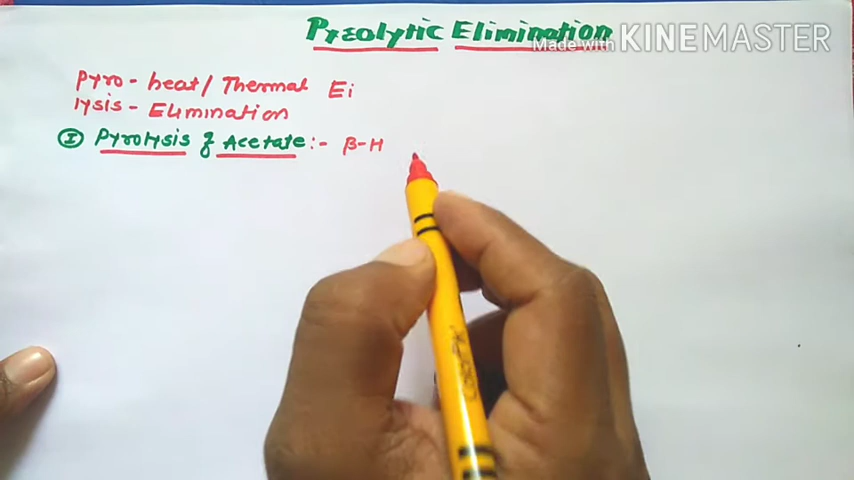 Pyrolytic Elimination
Made with KINEMASTER
Pyro - heat / Thermal Ei
lysis - Elimination
I Pyrolysis of Acetate :- β-H